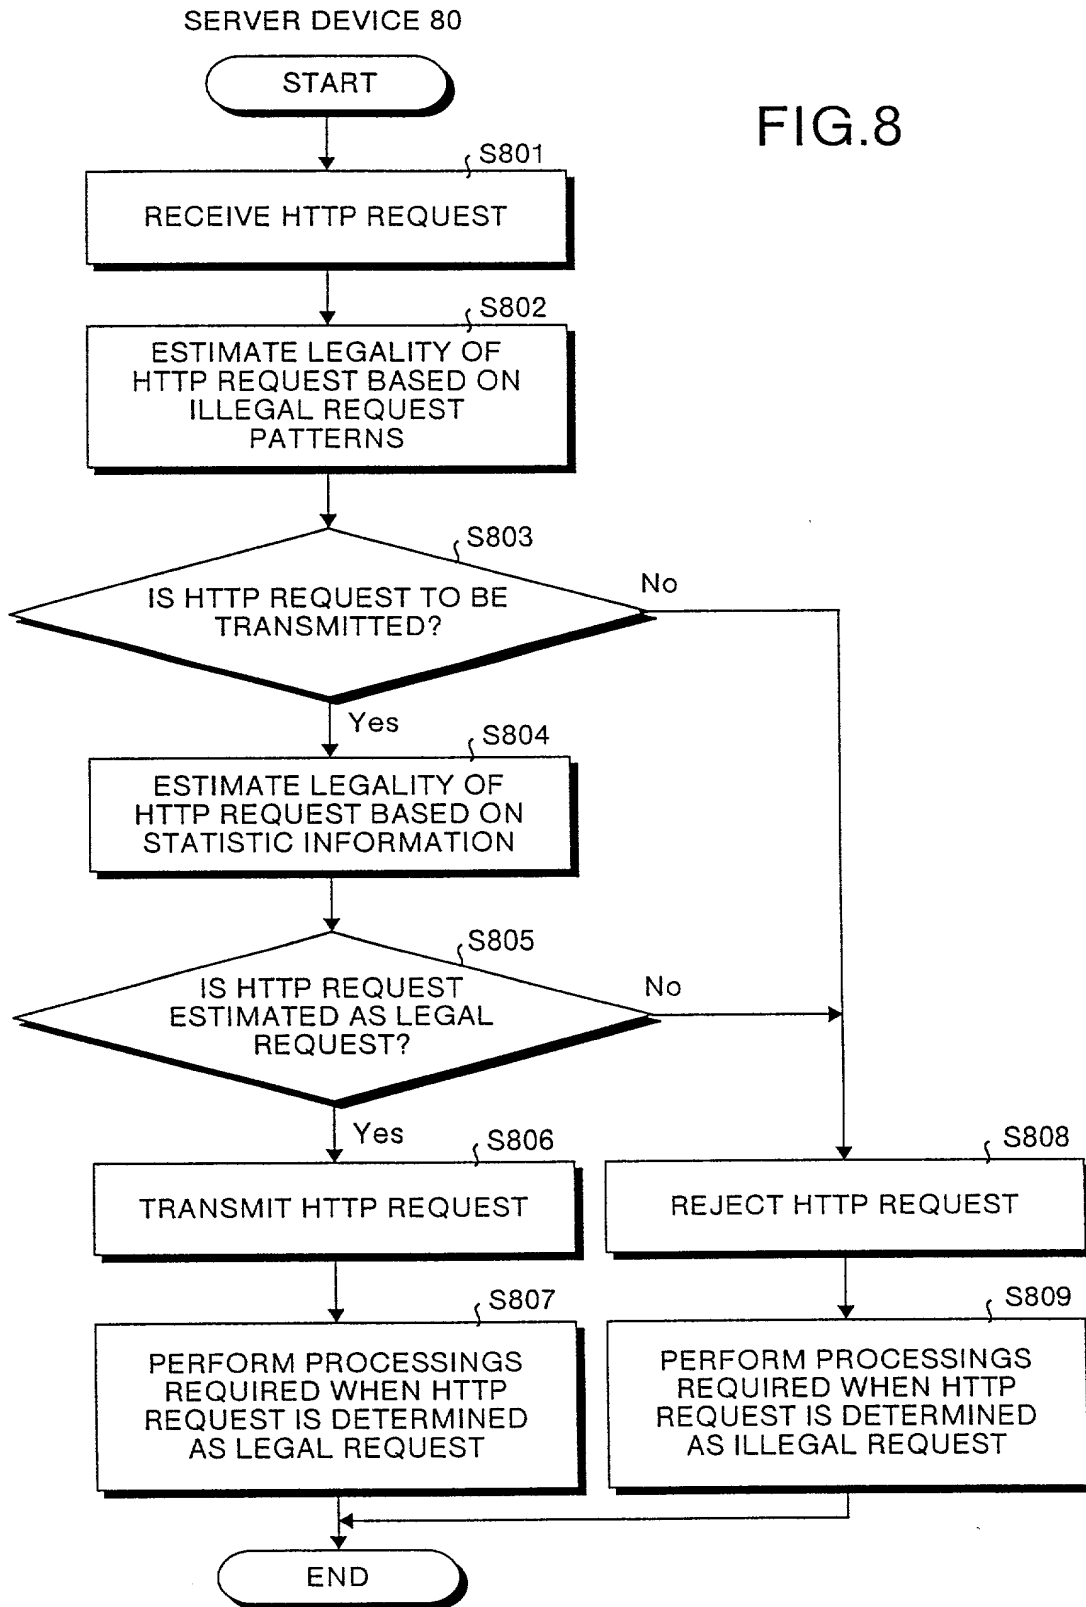 SERVER DEVICE 80
START
FIG.8
S801
RECEIVE HTTP REQUEST
S802
ESTIMATE LEGALITY OF
HTTP REQUEST BASED ON
ILLEGAL REQUEST
PATTERNS
S803
IS HTTP REQUEST TO BE
TRANSMITTED?
No
Yes
S804
ESTIMATE LEGALITY OF
HTTP REQUEST BASED ON
STATISTIC INFORMATION
S805
IS HTTP REQUEST
ESTIMATED AS LEGAL
REQUEST?
No
Yes
S806
TRANSMIT HTTP REQUEST
S808
REJECT HTTP REQUEST
S807
PERFORM PROCESSINGS
REQUIRED WHEN HTTP
REQUEST IS DETERMINED
AS LEGAL REQUEST
S809
PERFORM PROCESSINGS
REQUIRED WHEN HTTP
REQUEST IS DETERMINED
AS ILLEGAL REQUEST
END